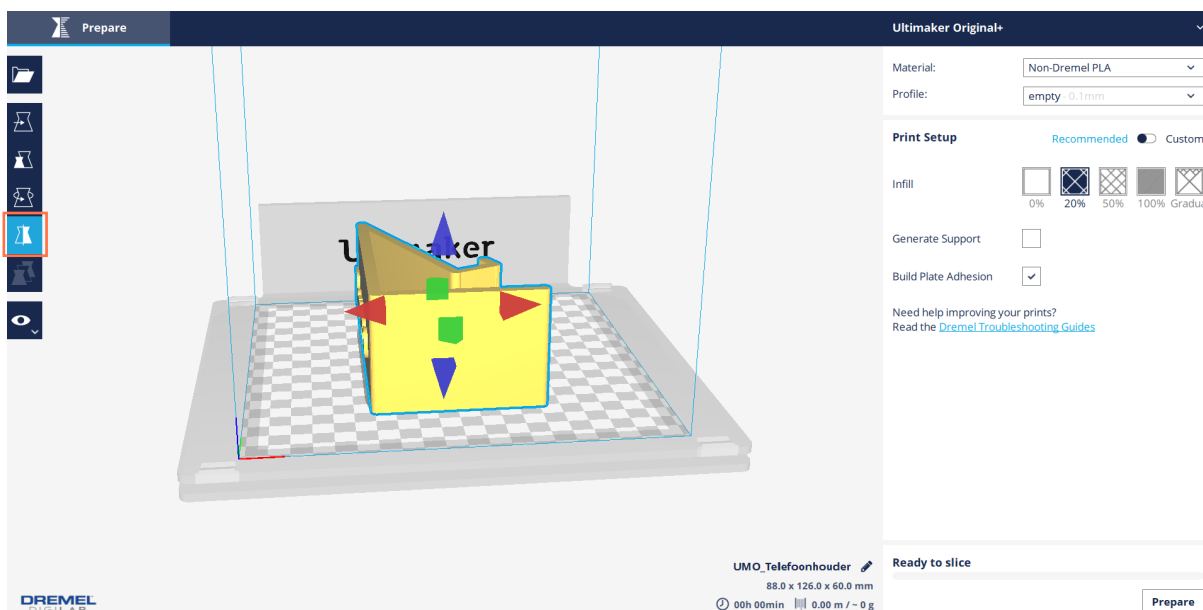 Prepare
Ultimaker Original+
Material:
Non-Dremel PLA
Profile:
empty - 0.1mm
Print Setup
Recommended
Custom
Infill
0%
20%
50%
100%
Gradua
Generate Support
Build Plate Adhesion
Need help improving your prints?
Read the Dremel Troubleshooting Guides
UMO_Telefoonhouder
88.0 x 126.0 x 60.0 mm
00h 00min
0.00 m / ~ 0 g
Ready to slice
Prepare
DREMEL
DIGILAB